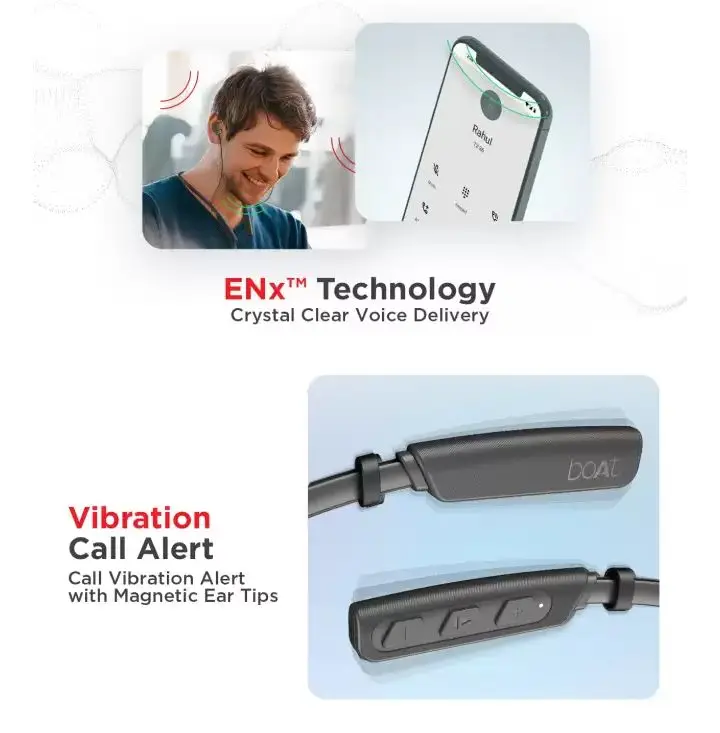 Rahul
ENx™ Technology
Crystal Clear Voice Delivery
boAt
Vibration
Call Alert
Call Vibration Alert
with Magnetic Ear Tips